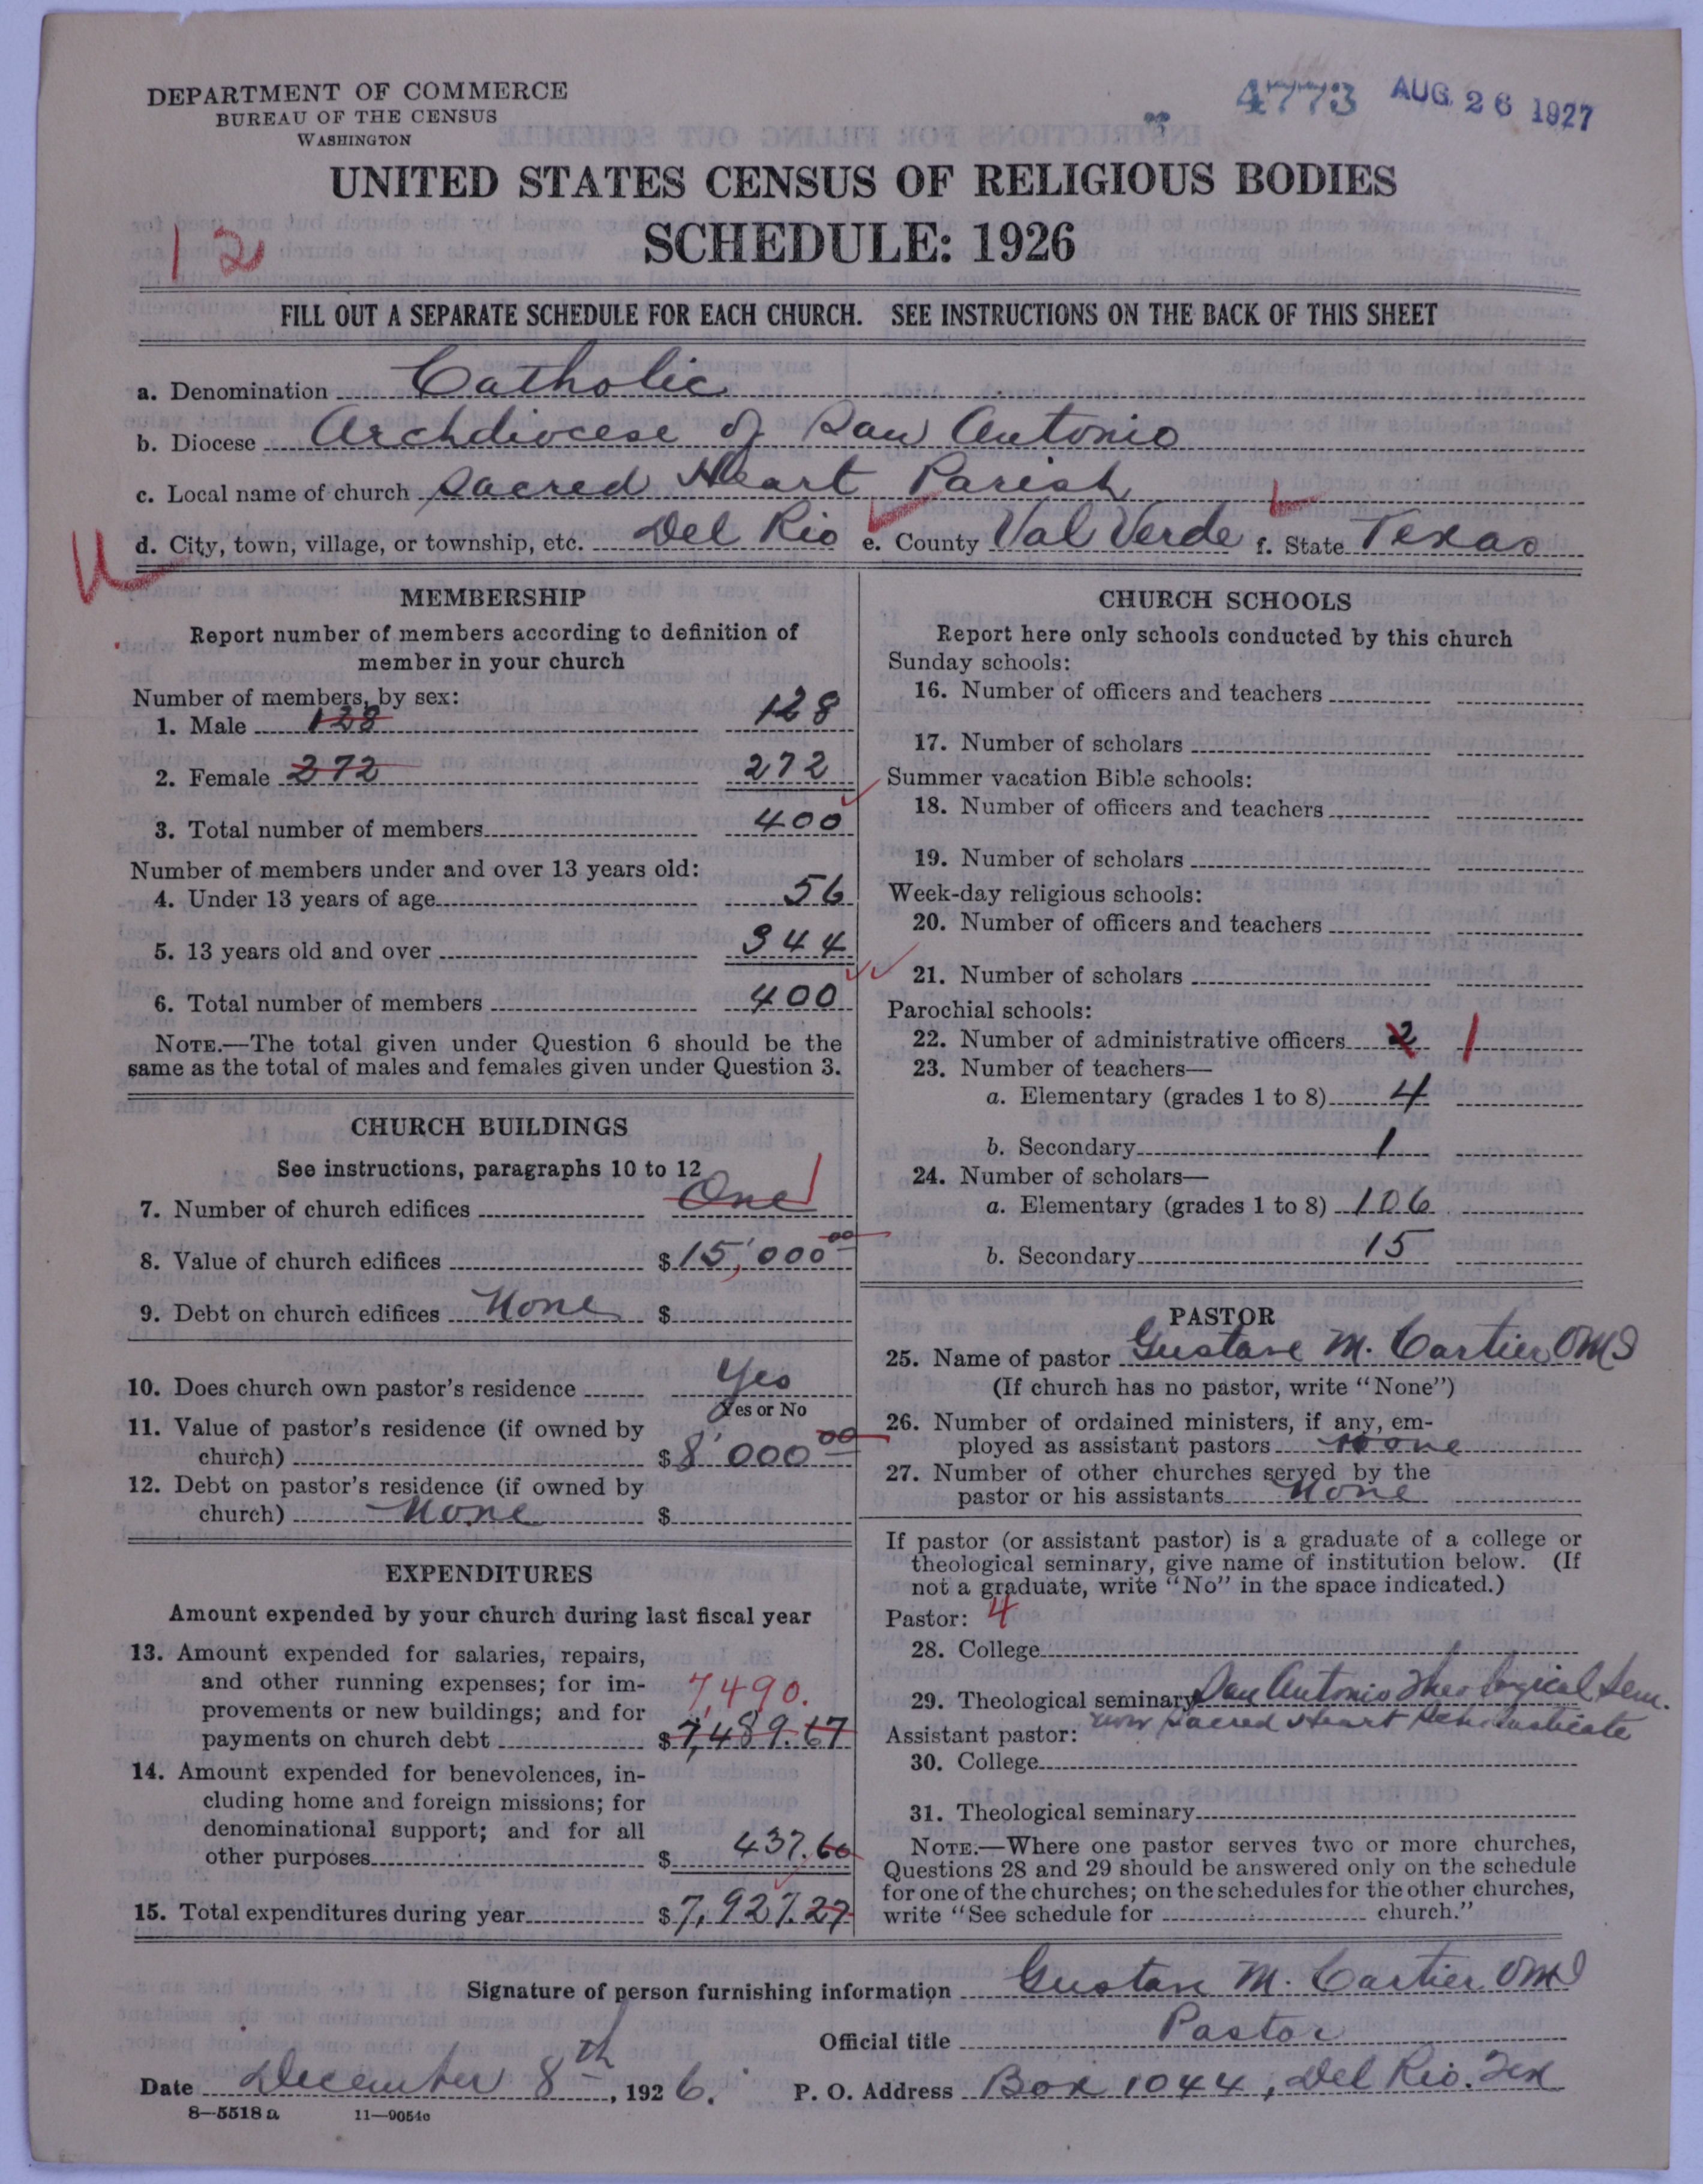 DEPARTMENT OF COMMERCE
BUREAU OF THE CENSUS
WASHINGTON
4773 AUG 26 1927
UNITED STATES CENSUS OF RELIGIOUS BODIES
SCHEDULE: 1926
12
FILL OUT A SEPARATE SCHEDULE FOR EACH CHURCH. SEE INSTRUCTIONS ON THE BACK OF THIS SHEET
a. Denomination Catholic
b. Diocese Archdiocese of San Antonio
c. Local name of church Sacred Heart Parish
d. City, town, village, or township, etc. Del Rio e. County Val Verde f. State Texas
MEMBERSHIP
Report number of members according to definition of
member in your church
Number of members, by sex:
1. Male 128 128
2. Female 272 272
3. Total number of members 400
Number of members under and over 13 years old:
4. Under 13 years of age 56
5. 13 years old and over 344
6. Total number of members 400
NOTE.—The total given under Question 6 should be the
same as the total of males and females given under Question 3.
CHURCH BUILDINGS
See instructions, paragraphs 10 to 12
7. Number of church edifices One 1
8. Value of church edifices $15,000 00
9. Debt on church edifices None $
10. Does church own pastor's residence Yes
Yes or No
11. Value of pastor's residence (if owned by
church) $8'000 00
12. Debt on pastor's residence (if owned by
church) None $
EXPENDITURES
Amount expended by your church during last fiscal year
13. Amount expended for salaries, repairs,
and other running expenses; for im-
provements or new buildings; and for 7,490.
payments on church debt $7,489.67
14. Amount expended for benevolences, in-
cluding home and foreign missions; for
denominational support; and for all
other purposes $437.60
15. Total expenditures during year $7,927.27
CHURCH SCHOOLS
Report here only schools conducted by this church
Sunday schools:
16. Number of officers and teachers
17. Number of scholars
Summer vacation Bible schools:
18. Number of officers and teachers
19. Number of scholars
Week-day religious schools:
20. Number of officers and teachers
21. Number of scholars
Parochial schools:
22. Number of administrative officers 2 1
23. Number of teachers—
a. Elementary (grades 1 to 8) 4
b. Secondary 1
24. Number of scholars—
a. Elementary (grades 1 to 8) 106
b. Secondary 15
PASTOR
25. Name of pastor Gustave M. Cartier OMI
(If church has no pastor, write "None")
26. Number of ordained ministers, if any, em-
ployed as assistant pastors None
27. Number of other churches served by the
pastor or his assistants None
If pastor (or assistant pastor) is a graduate of a college or
theological seminary, give name of institution below. (If
not a graduate, write "No" in the space indicated.)
Pastor: 4
28. College
29. Theological seminary San Antonio Theological Sem.
now Sacred Heart Scholasticate
Assistant pastor:
30. College
31. Theological seminary
NOTE.—Where one pastor serves two or more churches,
Questions 28 and 29 should be answered only on the schedule
for one of the churches; on the schedules for the other churches,
write "See schedule for church."
Signature of person furnishing information Gustave M. Cartier OMI
Official title Pastor
Date December 8th, 1926. P. O. Address Box 1044, Del Rio. Tex
8—5518a 11—9054c